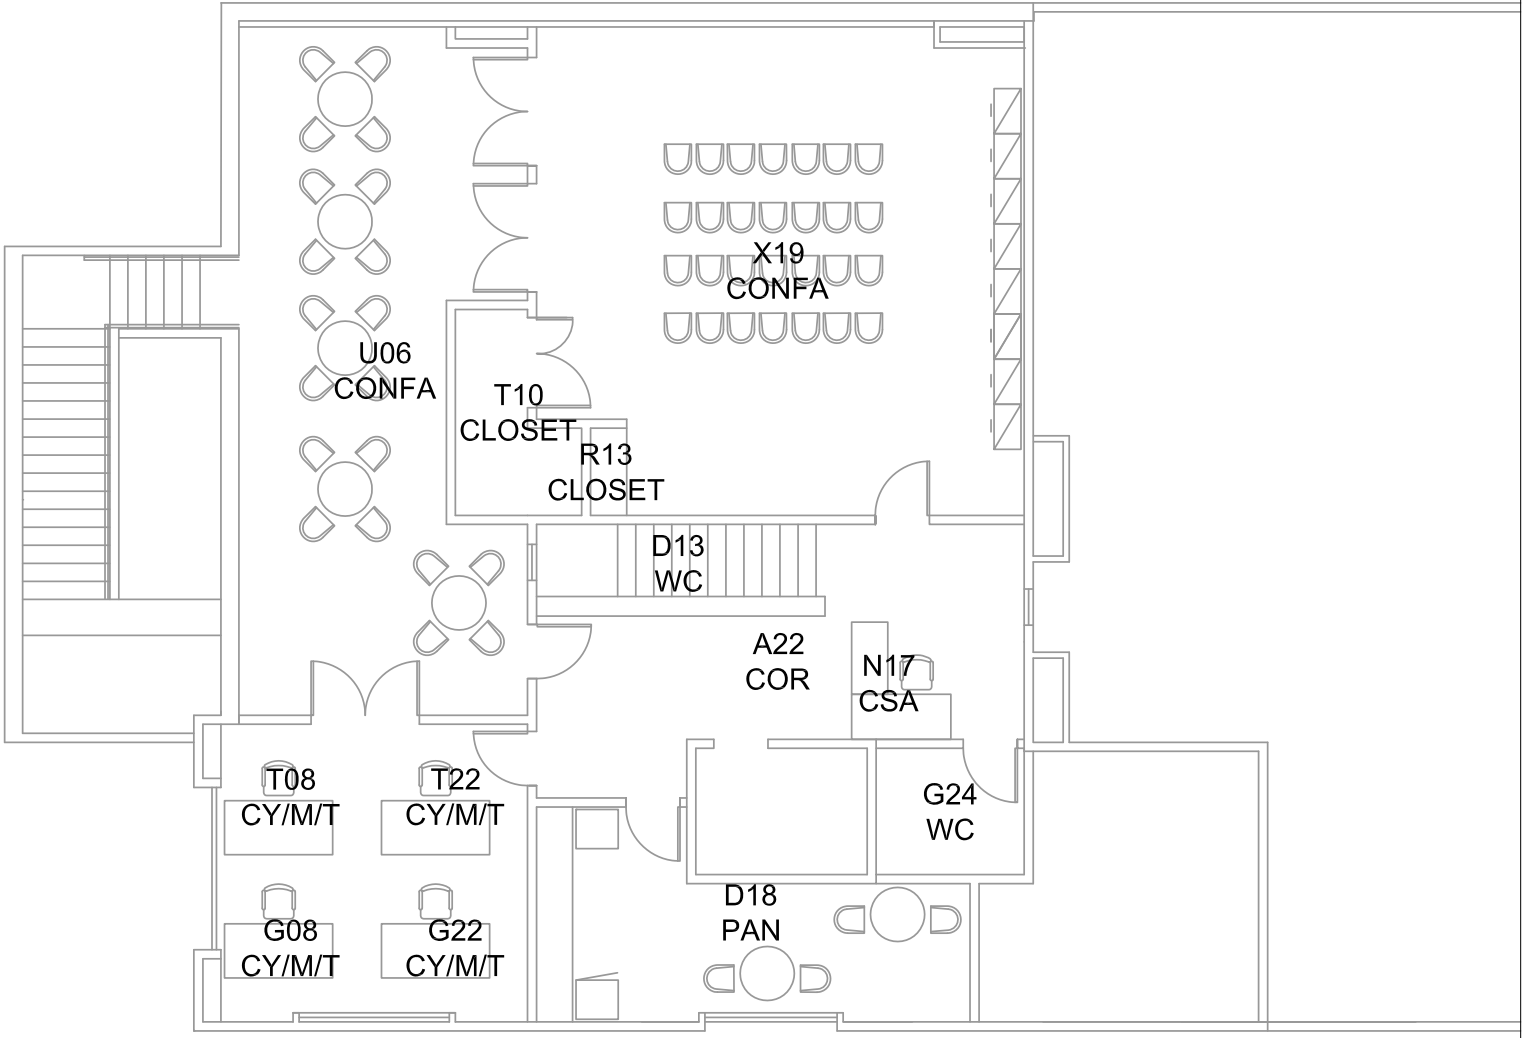 X19
CONFA
U06
CONFA
T10
CLOSET
R13
CLOSET
D13
WC
A22
COR
N17
CSA
T08
CY/M/T
T22
CY/M/T
G24
WC
D18
PAN
G08
CY/M/T
G22
CY/M/T